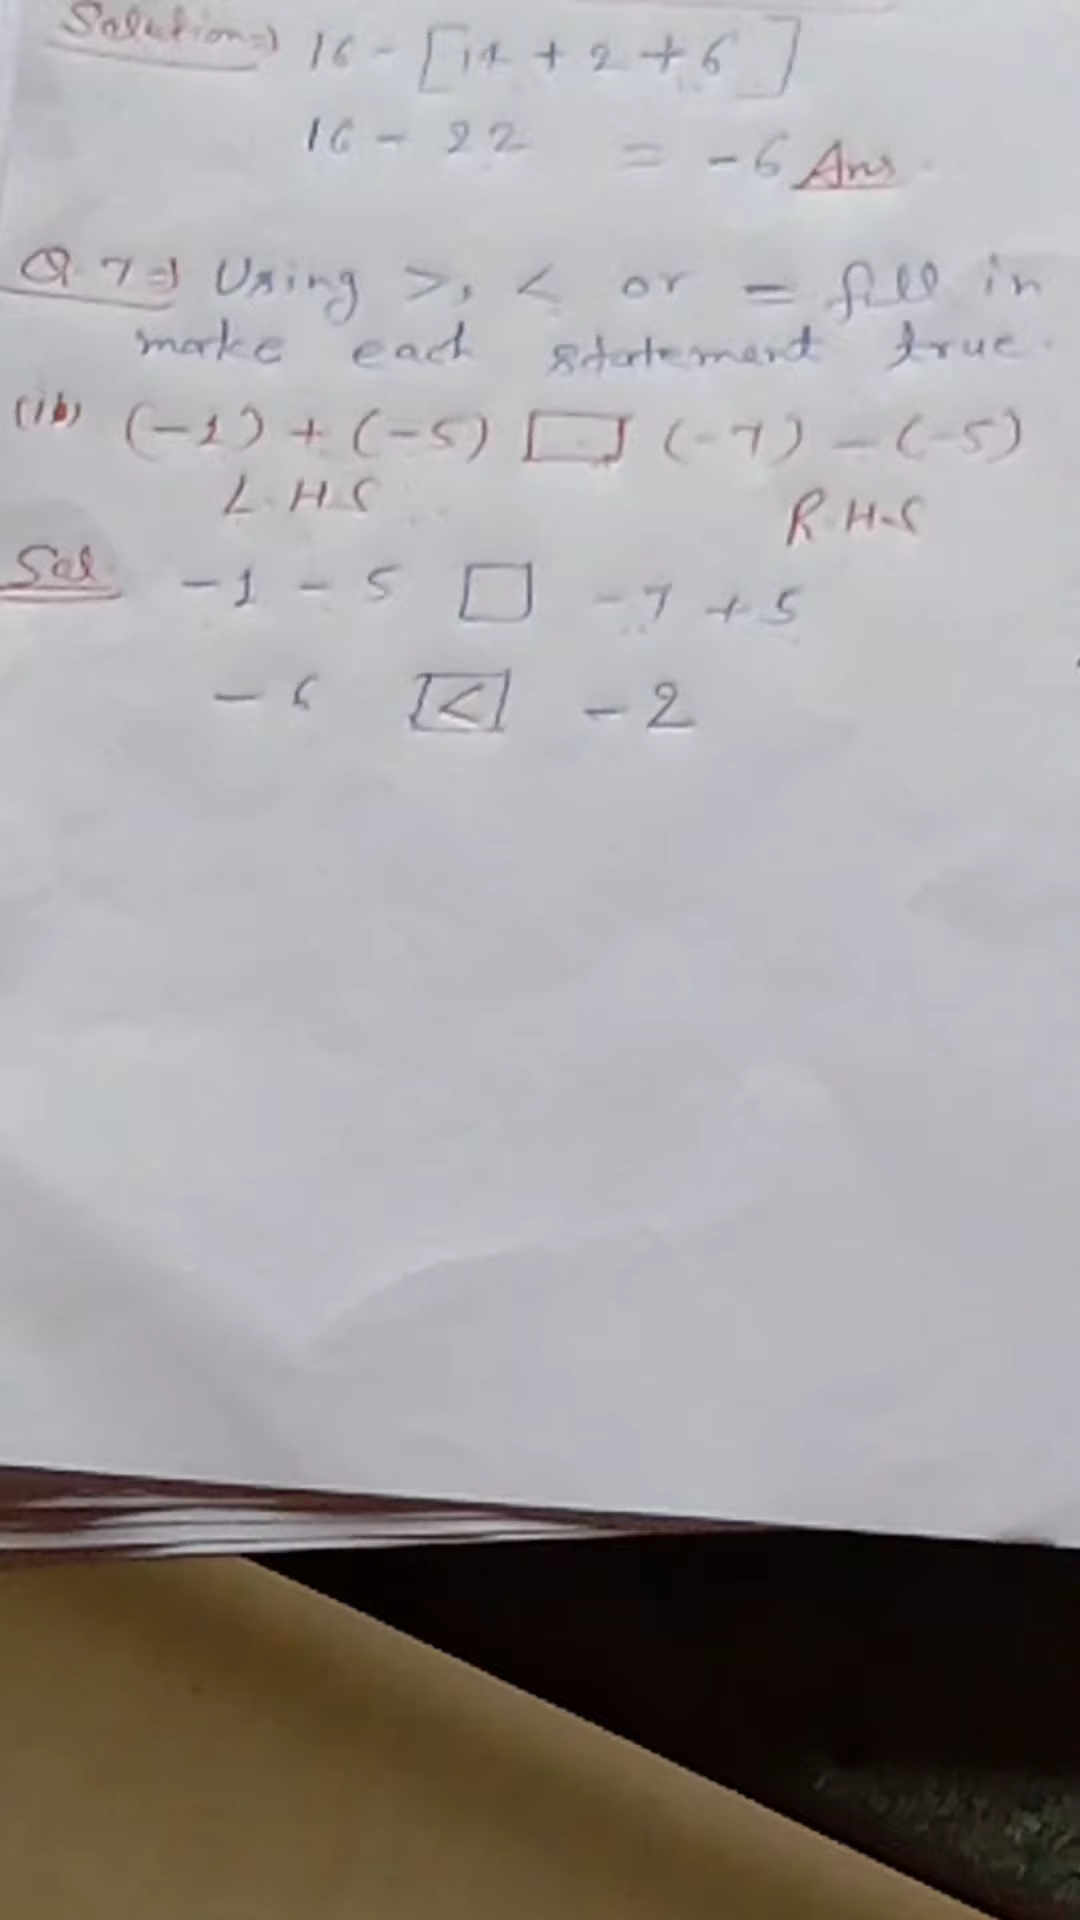 Solution⇒ 16 - [14 + 2 + 6]
16 - 22 = -6 Ans.
Q.7⇒ Using >, < or = fill in
make each statement true.
(-1) + (-5) □ (-7) - (-5)
L.H.S R.H.S
Sol. -1 - 5 □ -7 + 5
-6 [<] -2